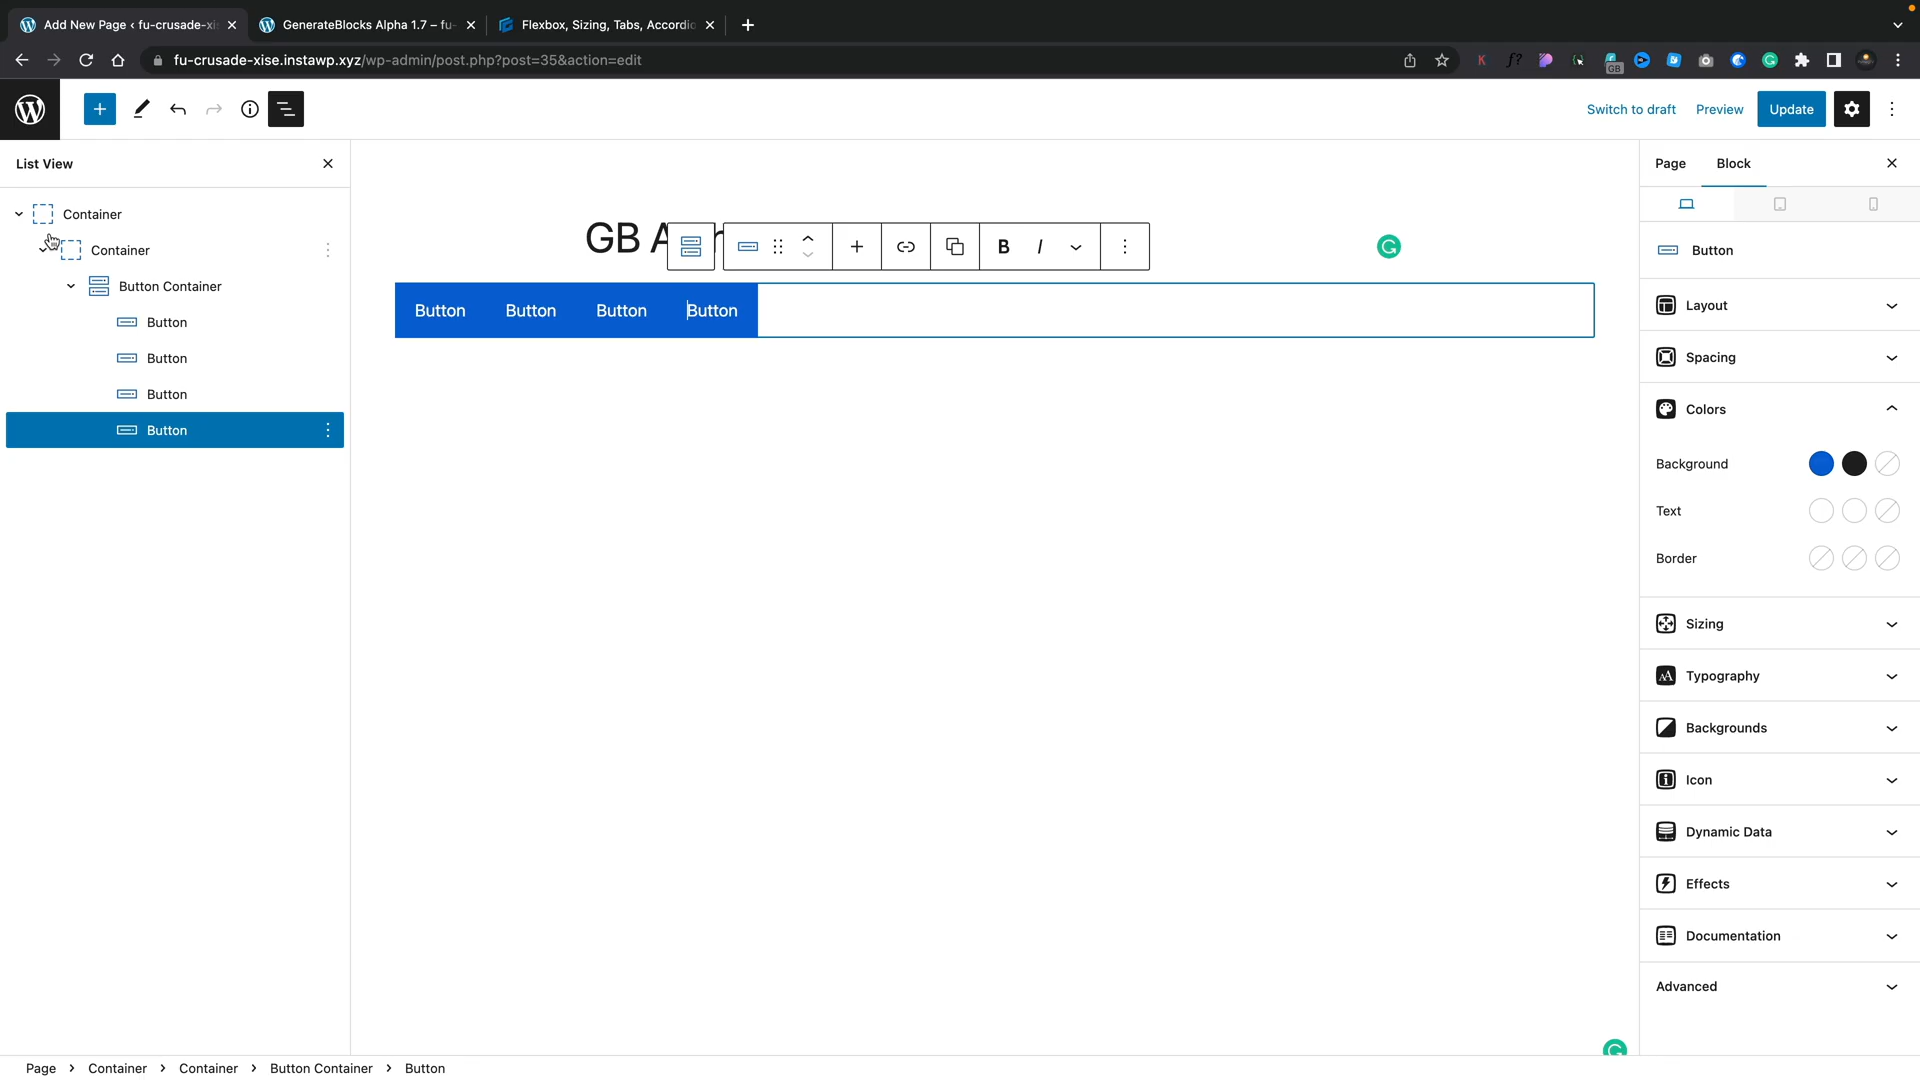 Add New Page ‹ fu-crusade-xi
GenerateBlocks Alpha 1.7 – fu-
Flexbox, Sizing, Tabs, Accordio
fu-crusade-xise.instawp.xyz/wp-admin/post.php?post=35&action=edit
GB
Switch to draft
Preview
Update
List View
Container
Container
Button Container
Button
Button
Button
Button
GB A
B
I
Button
Button
Button
Button
Page
Block
Button
Layout
Spacing
Colors
Background
Text
Border
Sizing
Typography
Backgrounds
Icon
Dynamic Data
Effects
Documentation
Advanced
Page
Container
Container
Button Container
Button